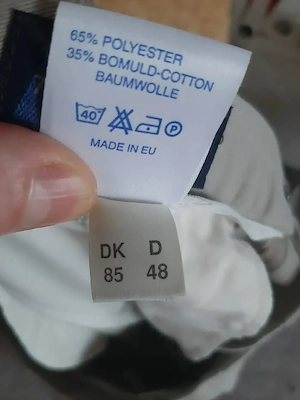 65% POLYESTER
35% BOMULD-COTTON
BAUMWOLLE
40 P
MADE IN EU
DK D
85 48